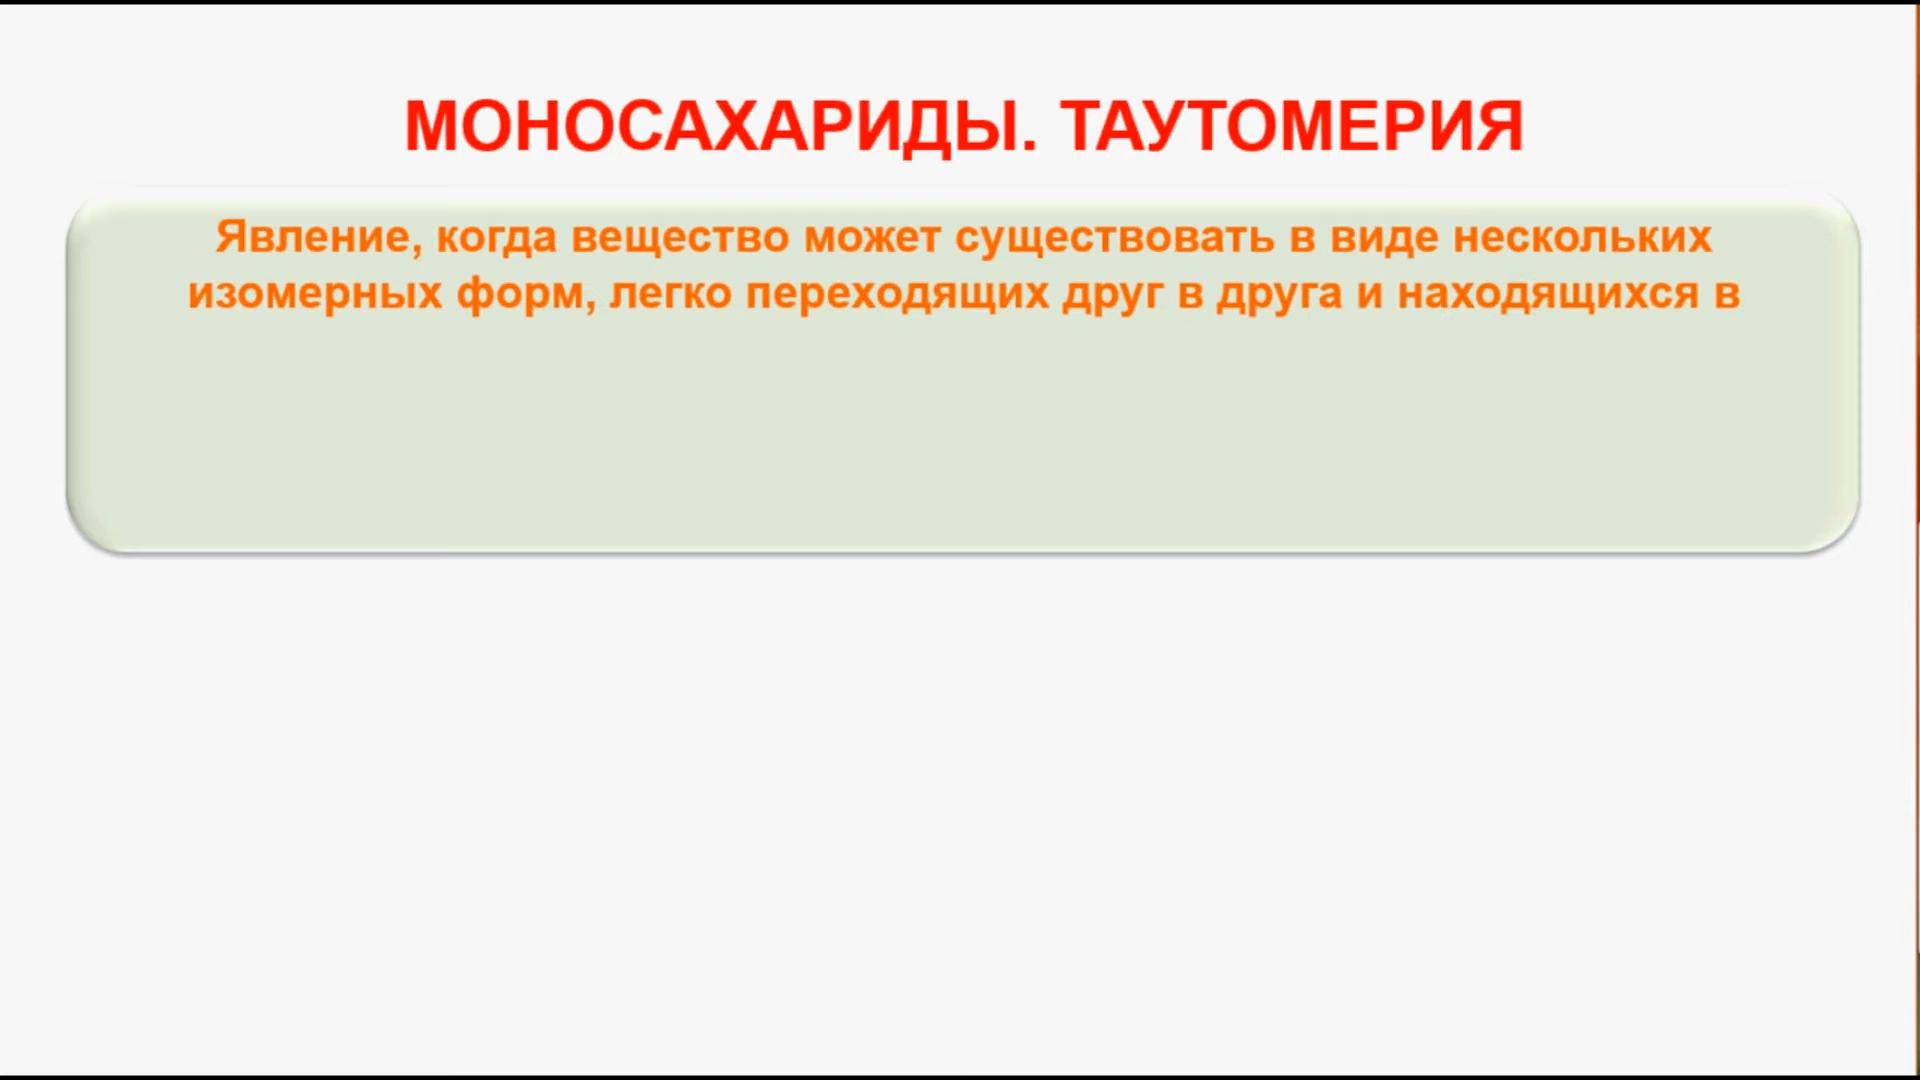 МОНОСАХАРИДЫ. ТАУТОМЕРИЯ
Явление, когда вещество может существовать в виде нескольких
изомерных форм, легко переходящих друг в друга и находящихся в